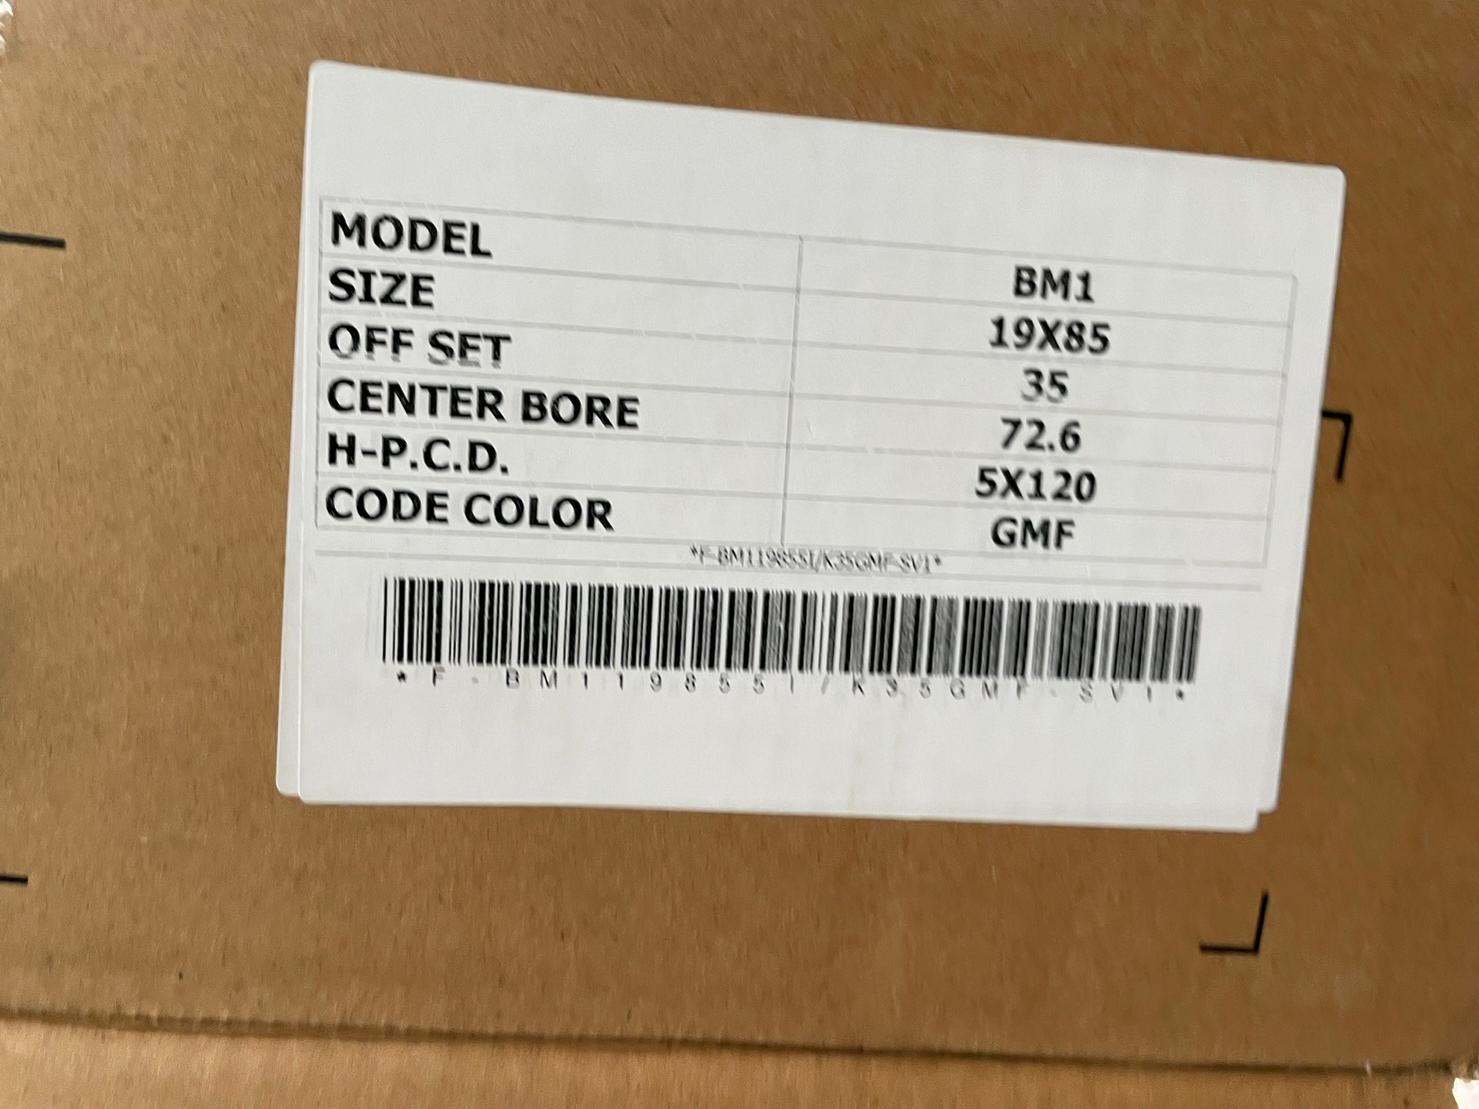 MODEL BM1
SIZE 19X85
OFF SET 35
CENTER BORE 72.6
H-P.C.D. 5X120
CODE COLOR GMF
*F-BM119855I/K35GMF-SV1*
*F-BM119855I/K35GMF-SV1*